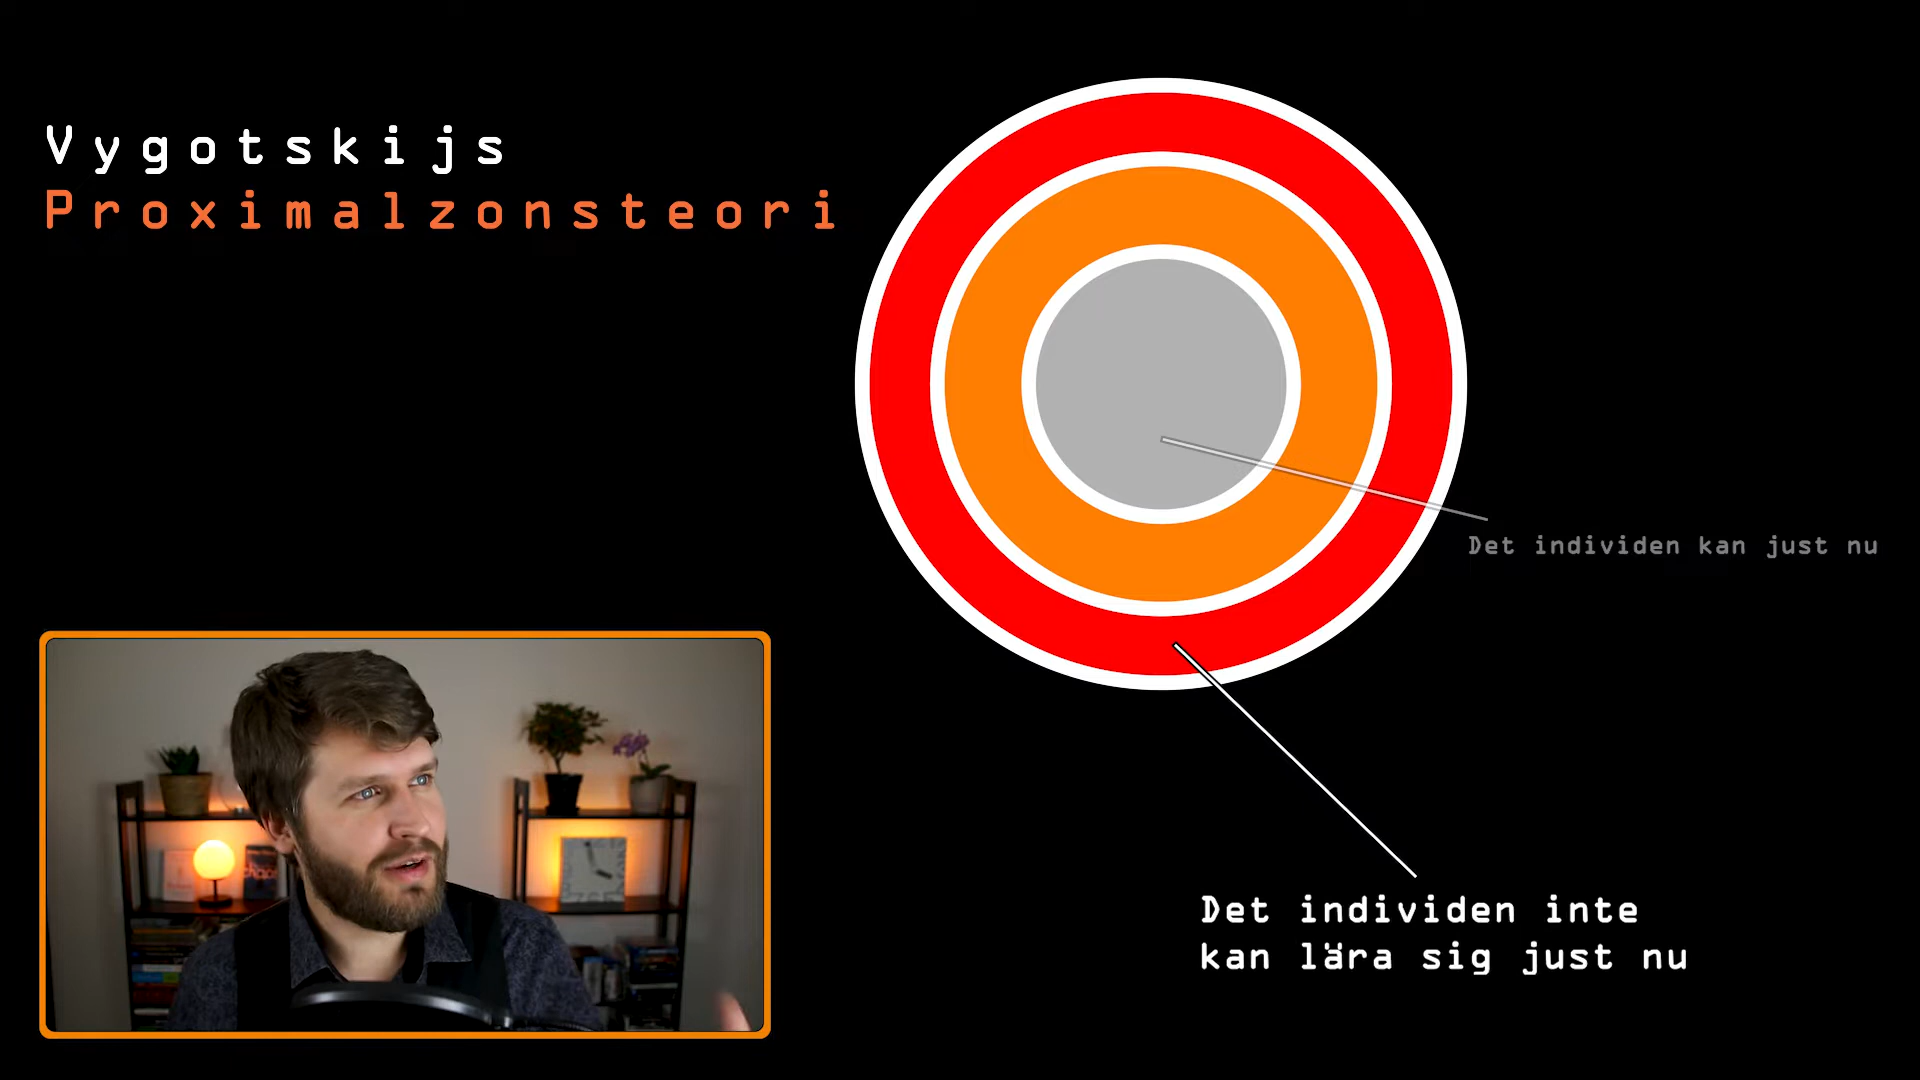 Vygotskijs
Proximalzonsteori
Det individen kan just nu
Det individen inte
kan lära sig just nu